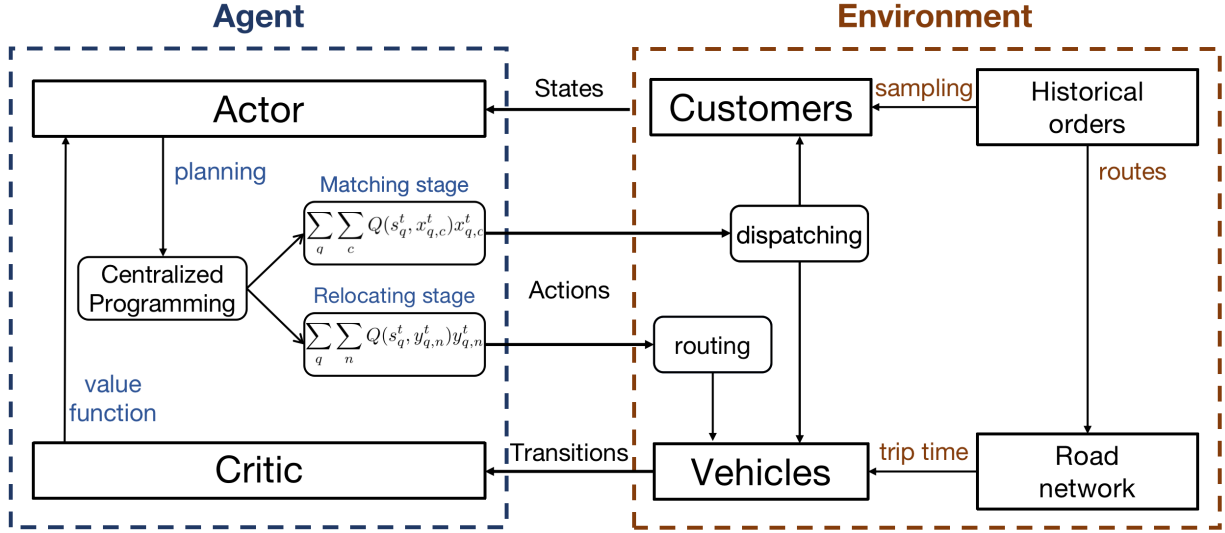 Agent
Environment
Actor
States
Customers
sampling
Historical
orders
planning
routes
Matching stage
∑_q ∑_c Q(s_q^t, x_{q,c}^t)x_{q,c}^t
dispatching
Centralized
Programming
Actions
Relocating stage
∑_q ∑_n Q(s_q^t, y_{q,n}^t)y_{q,n}^t
routing
value
function
Critic
Transitions
Vehicles
trip time
Road
network